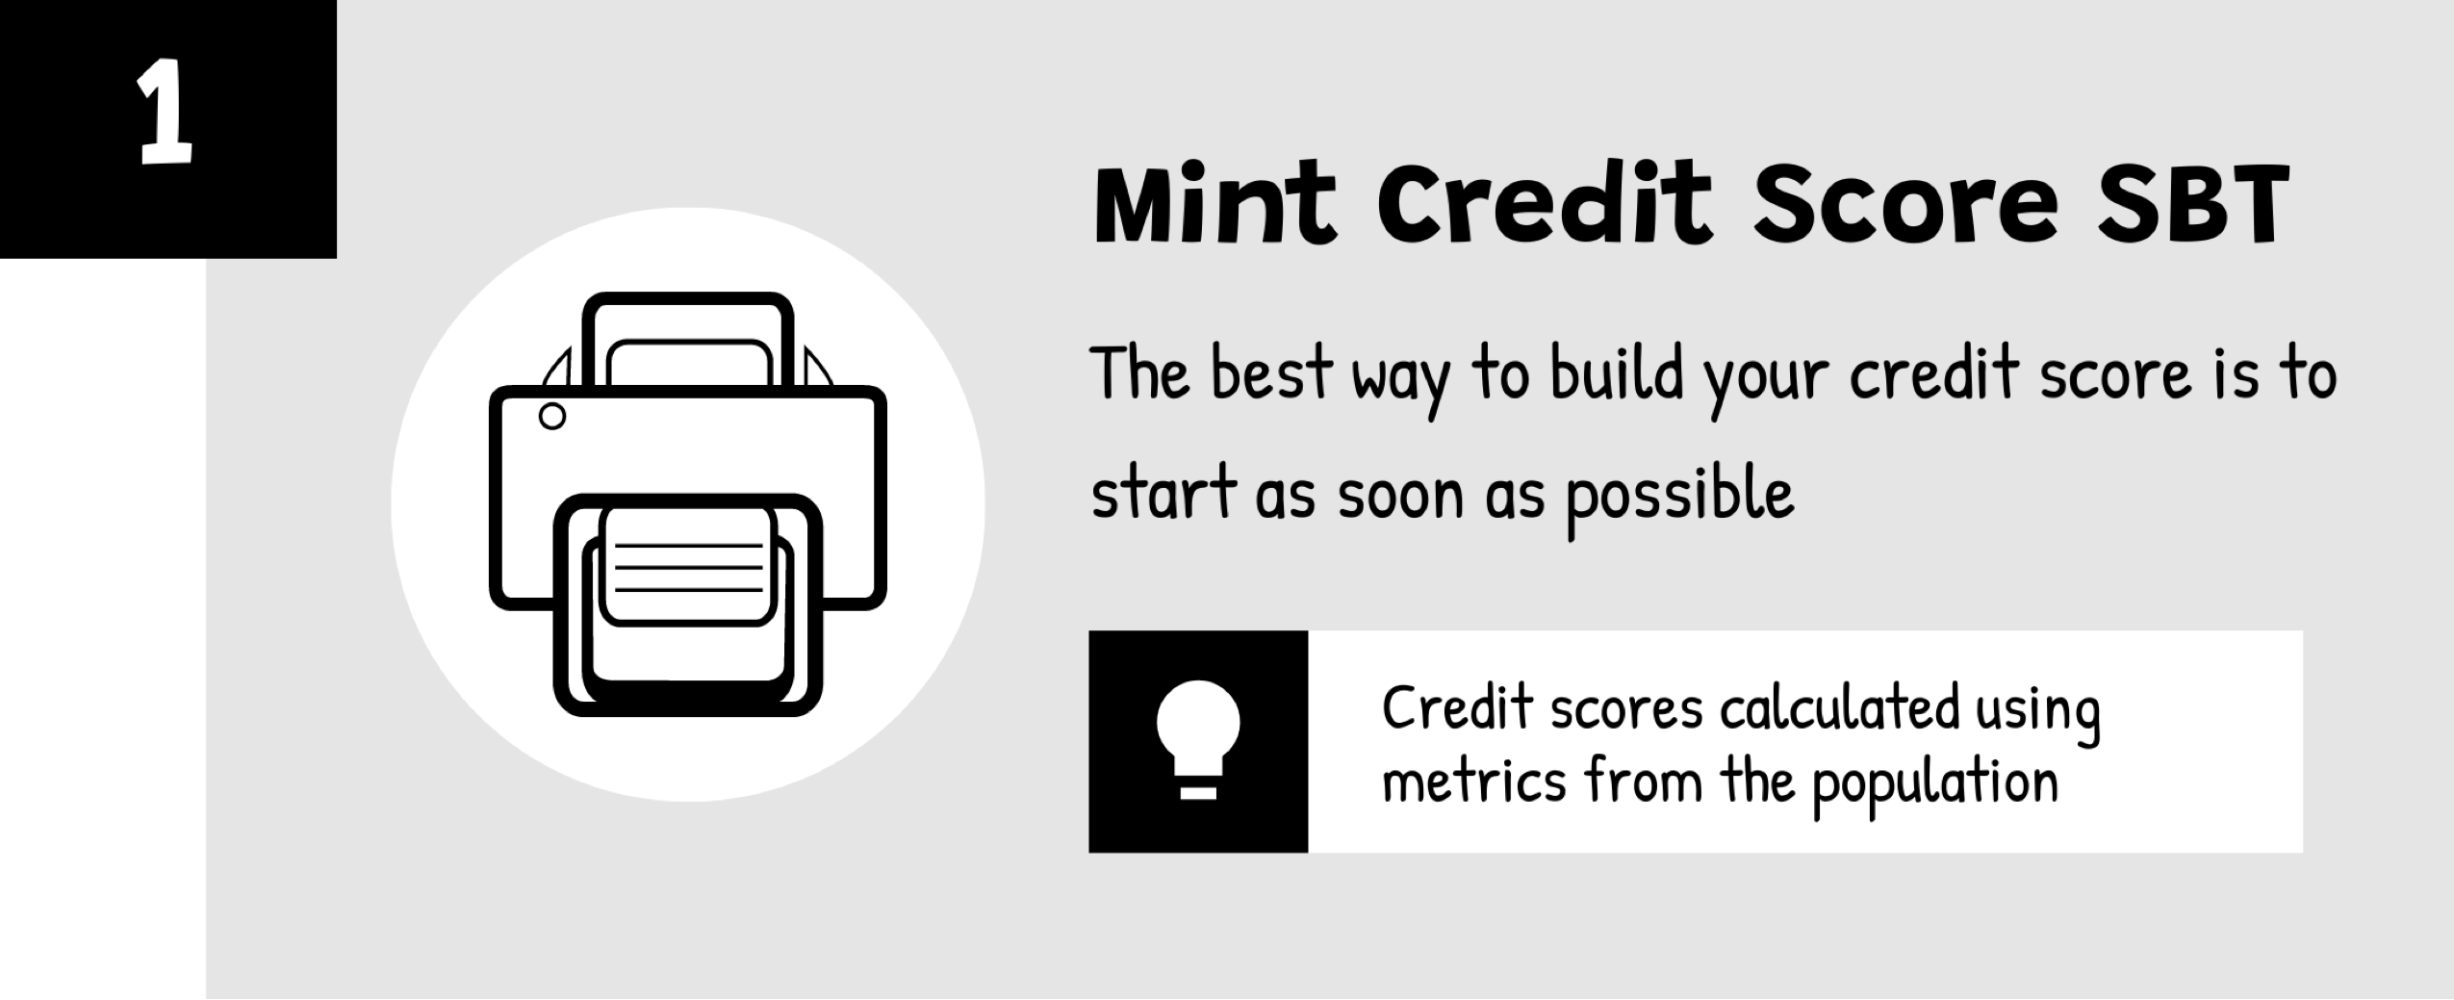 1
Mint Credit Score SBT
The best way to build your credit score is to
start as soon as possible
Credit scores calculated using
metrics from the population